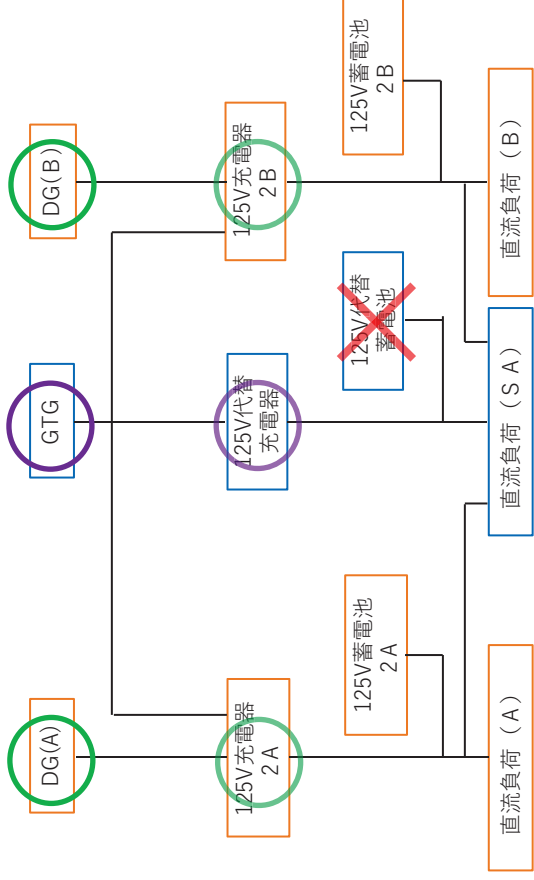 DG(A)
GTG
DG(B)
125V充電器
2A
125V代替
充電器
125V充電器
2B
125V蓄電池
2A
125V代替
蓄電池
125V蓄電池
2B
直流負荷（A）
直流負荷（SA）
直流負荷（B）